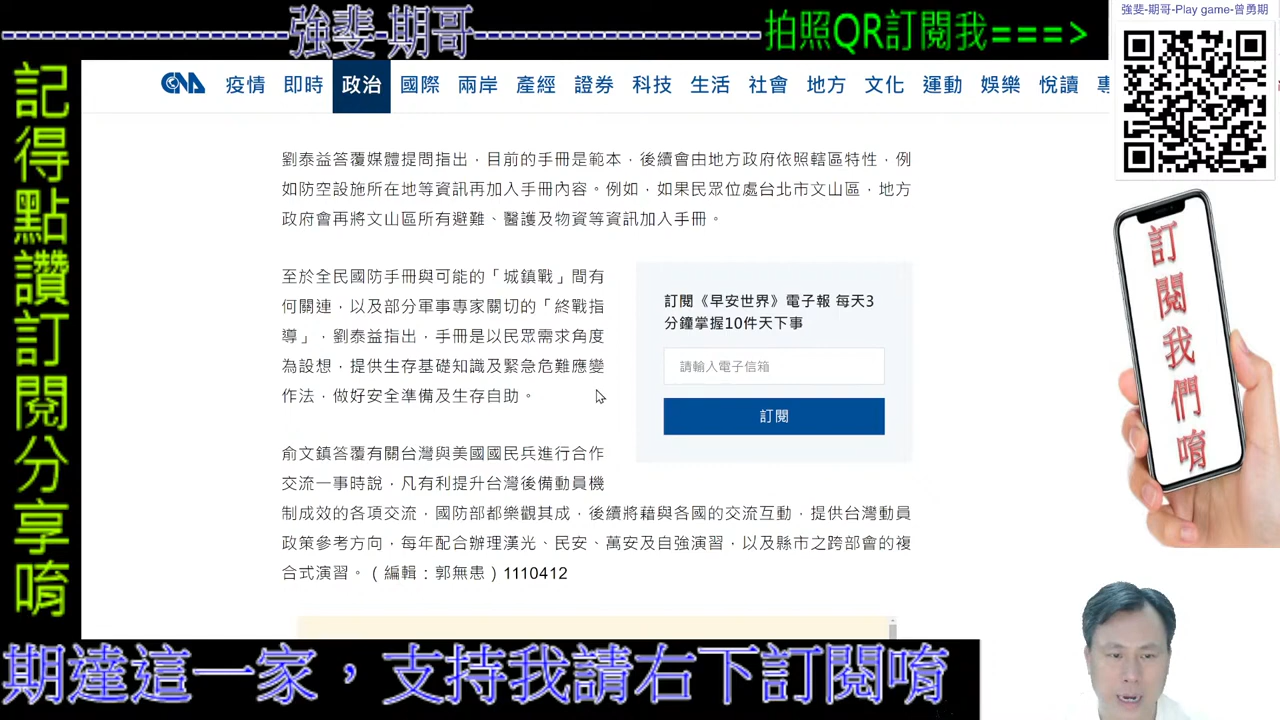 ------------------強斐-期哥------------------
拍照QR訂閱我===>
強斐-期哥-Play game-曾勇期
記得點讚訂閱分享唷
CNA 疫情 即時 政治 國際 兩岸 產經 證券 科技 生活 社會 地方 文化 運動 娛樂 悅讀
劉泰益答覆媒體提問指出，目前的手冊是範本，後續會由地方政府依照轄區特性，例
如防空設施所在地等資訊再加入手冊內容。例如，如果民眾位處台北市文山區，地方
政府會再將文山區所有避難、醫護及物資等資訊加入手冊。
至於全民國防手冊與可能的「城鎮戰」間有
何關連，以及部分軍事專家關切的「終戰指
導」，劉泰益指出，手冊是以民眾需求角度
為設想，提供生存基礎知識及緊急危難應變
作法，做好安全準備及生存自助。
訂閱《早安世界》電子報 每天3
分鐘掌握10件天下事
請輸入電子信箱
訂閱
俞文鎮答覆有關台灣與美國國民兵進行合作
交流一事時說，凡有利提升台灣後備動員機
制成效的各項交流，國防部都樂觀其成，後續將藉與各國的交流互動，提供台灣動員
政策參考方向，每年配合辦理漢光、民安、萬安及自強演習，以及縣市之跨部會的複
合式演習。（編輯：郭無患）1110412
訂閱我們唷
期達這一家，支持我請右下訂閱唷